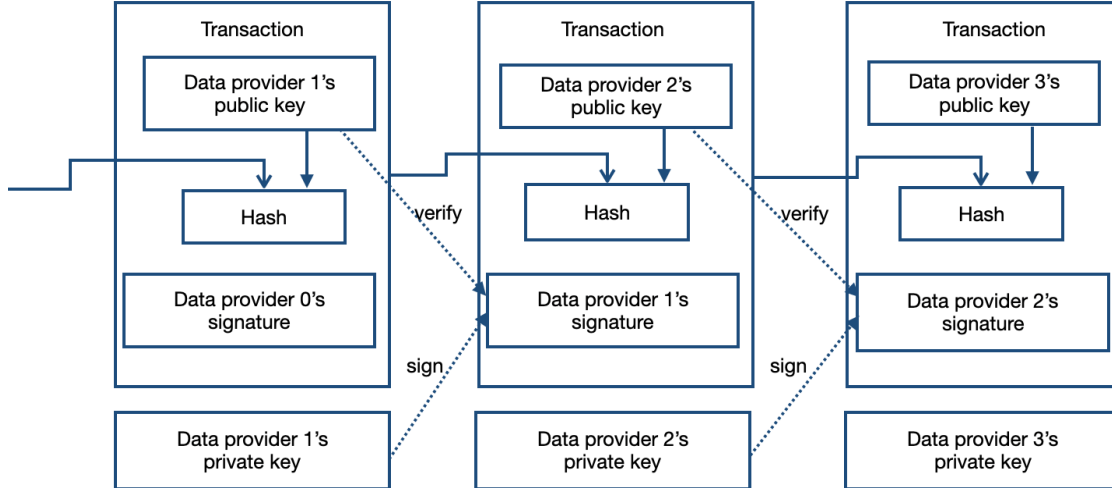 Transaction
Data provider 1’s
public key
Hash
Data provider 0’s
signature
Data provider 1’s
private key
verify
sign
Transaction
Data provider 2’s
public key
Hash
Data provider 1’s
signature
Data provider 2’s
private key
verify
sign
Transaction
Data provider 3’s
public key
Hash
Data provider 2’s
signature
Data provider 3’s
private key